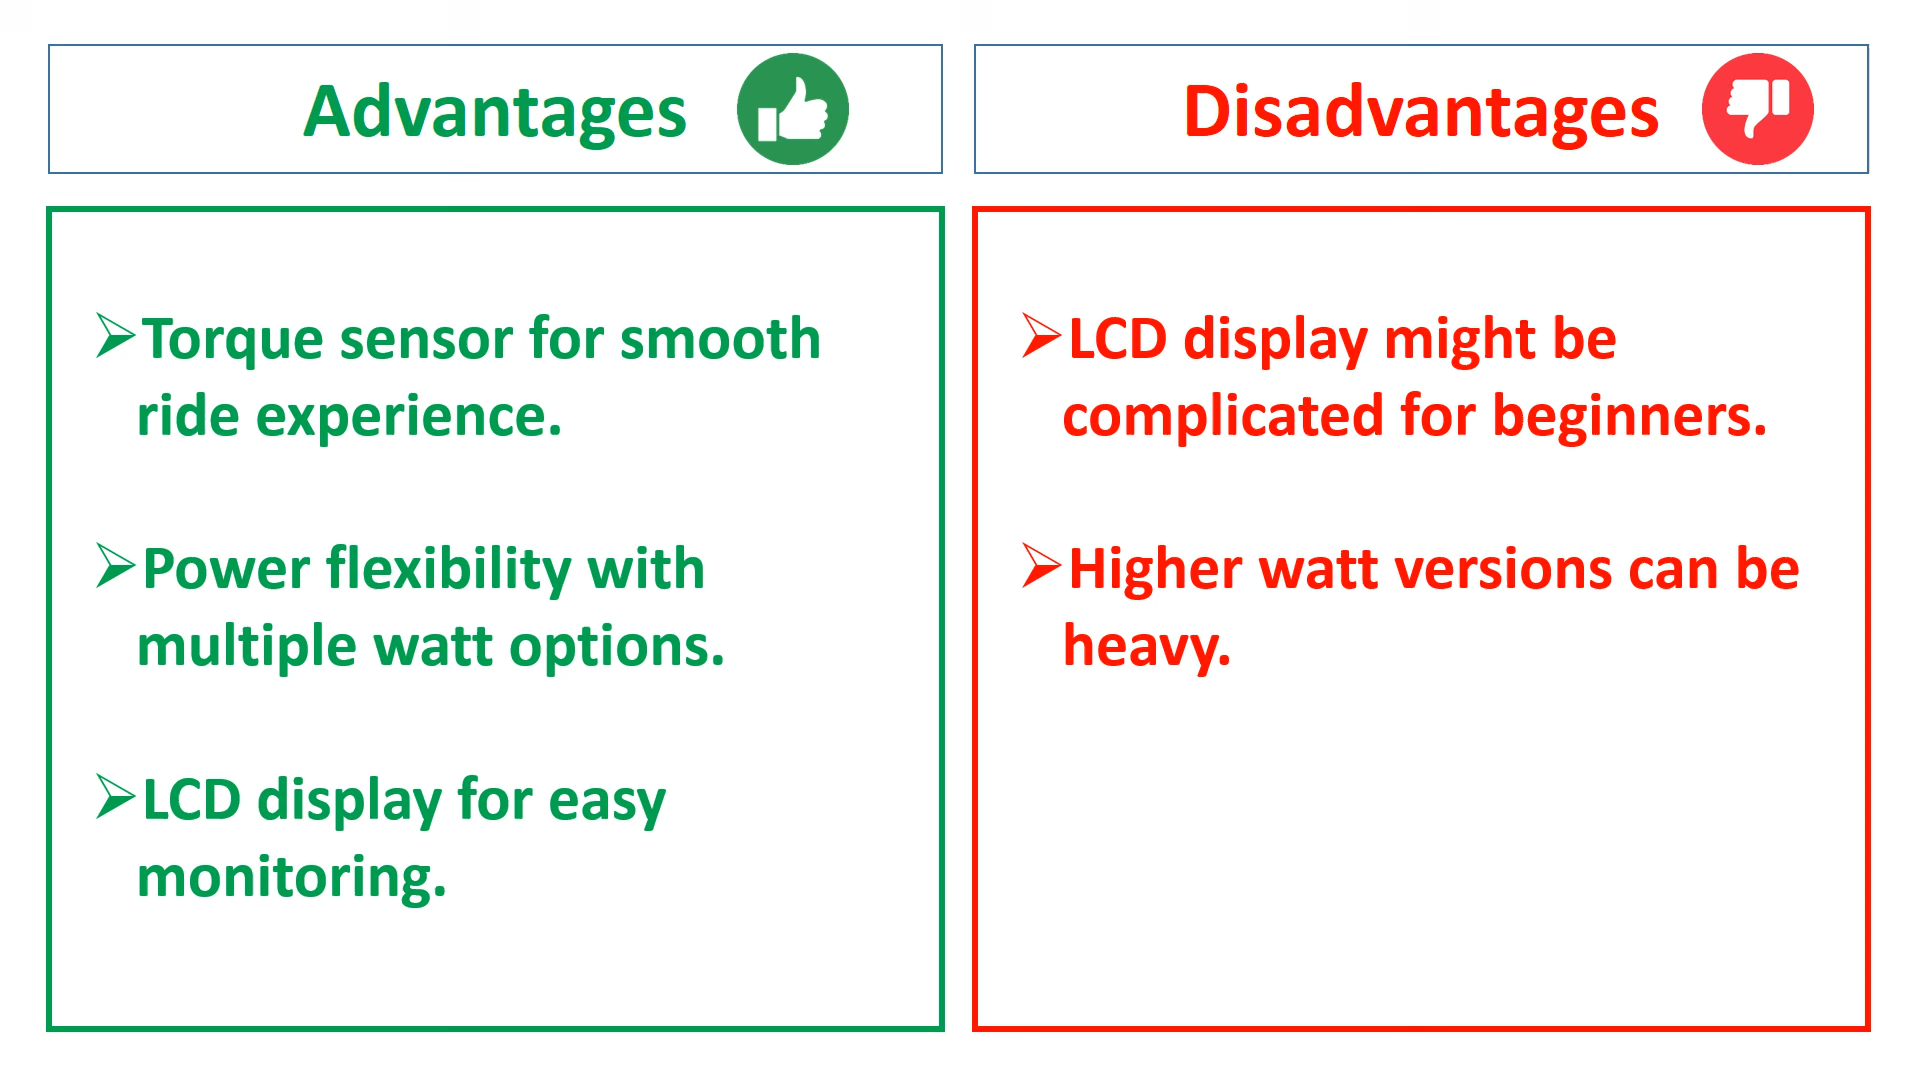 Advantages
Torque sensor for smooth
ride experience.
Power flexibility with
multiple watt options.
LCD display for easy
monitoring.
Disadvantages
LCD display might be
complicated for beginners.
Higher watt versions can be
heavy.